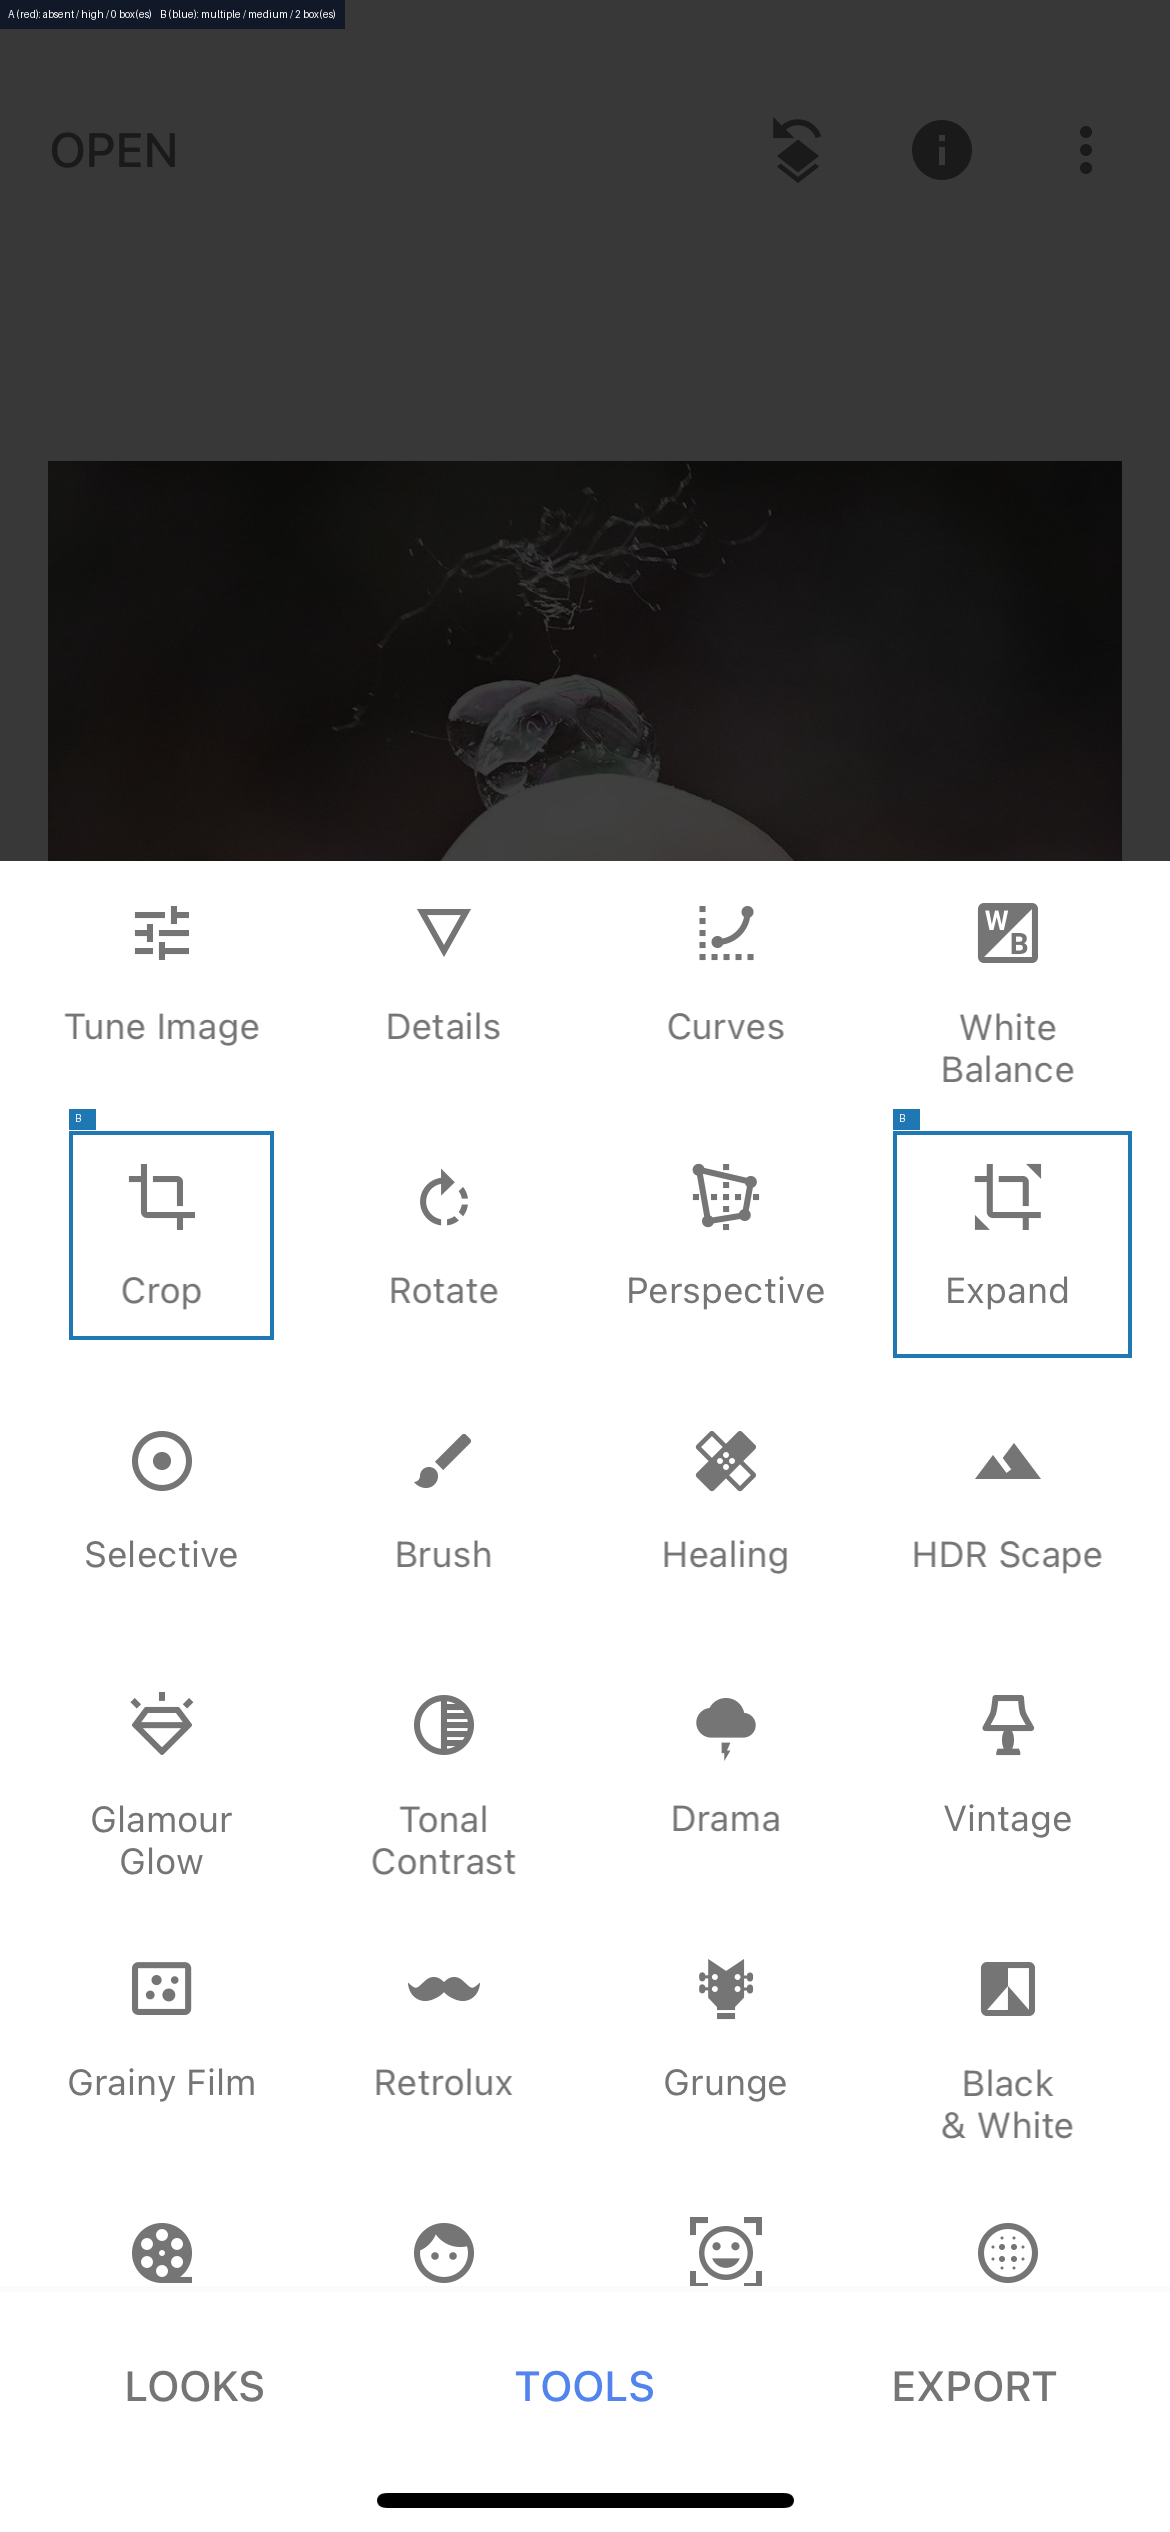 A (red): absent / high / 0 box(es) B (blue): multiple / medium / 2 box(es)
OPEN
Tune Image
Details
Curves
W
B
White
Balance
B
B
Crop
Rotate
Perspective
Expand
Selective
Brush
Healing
HDR Scape
Glamour
Glow
Tonal
Contrast
Drama
Vintage
Grainy Film
Retrolux
Grunge
Black
& White
LOOKS
TOOLS
EXPORT